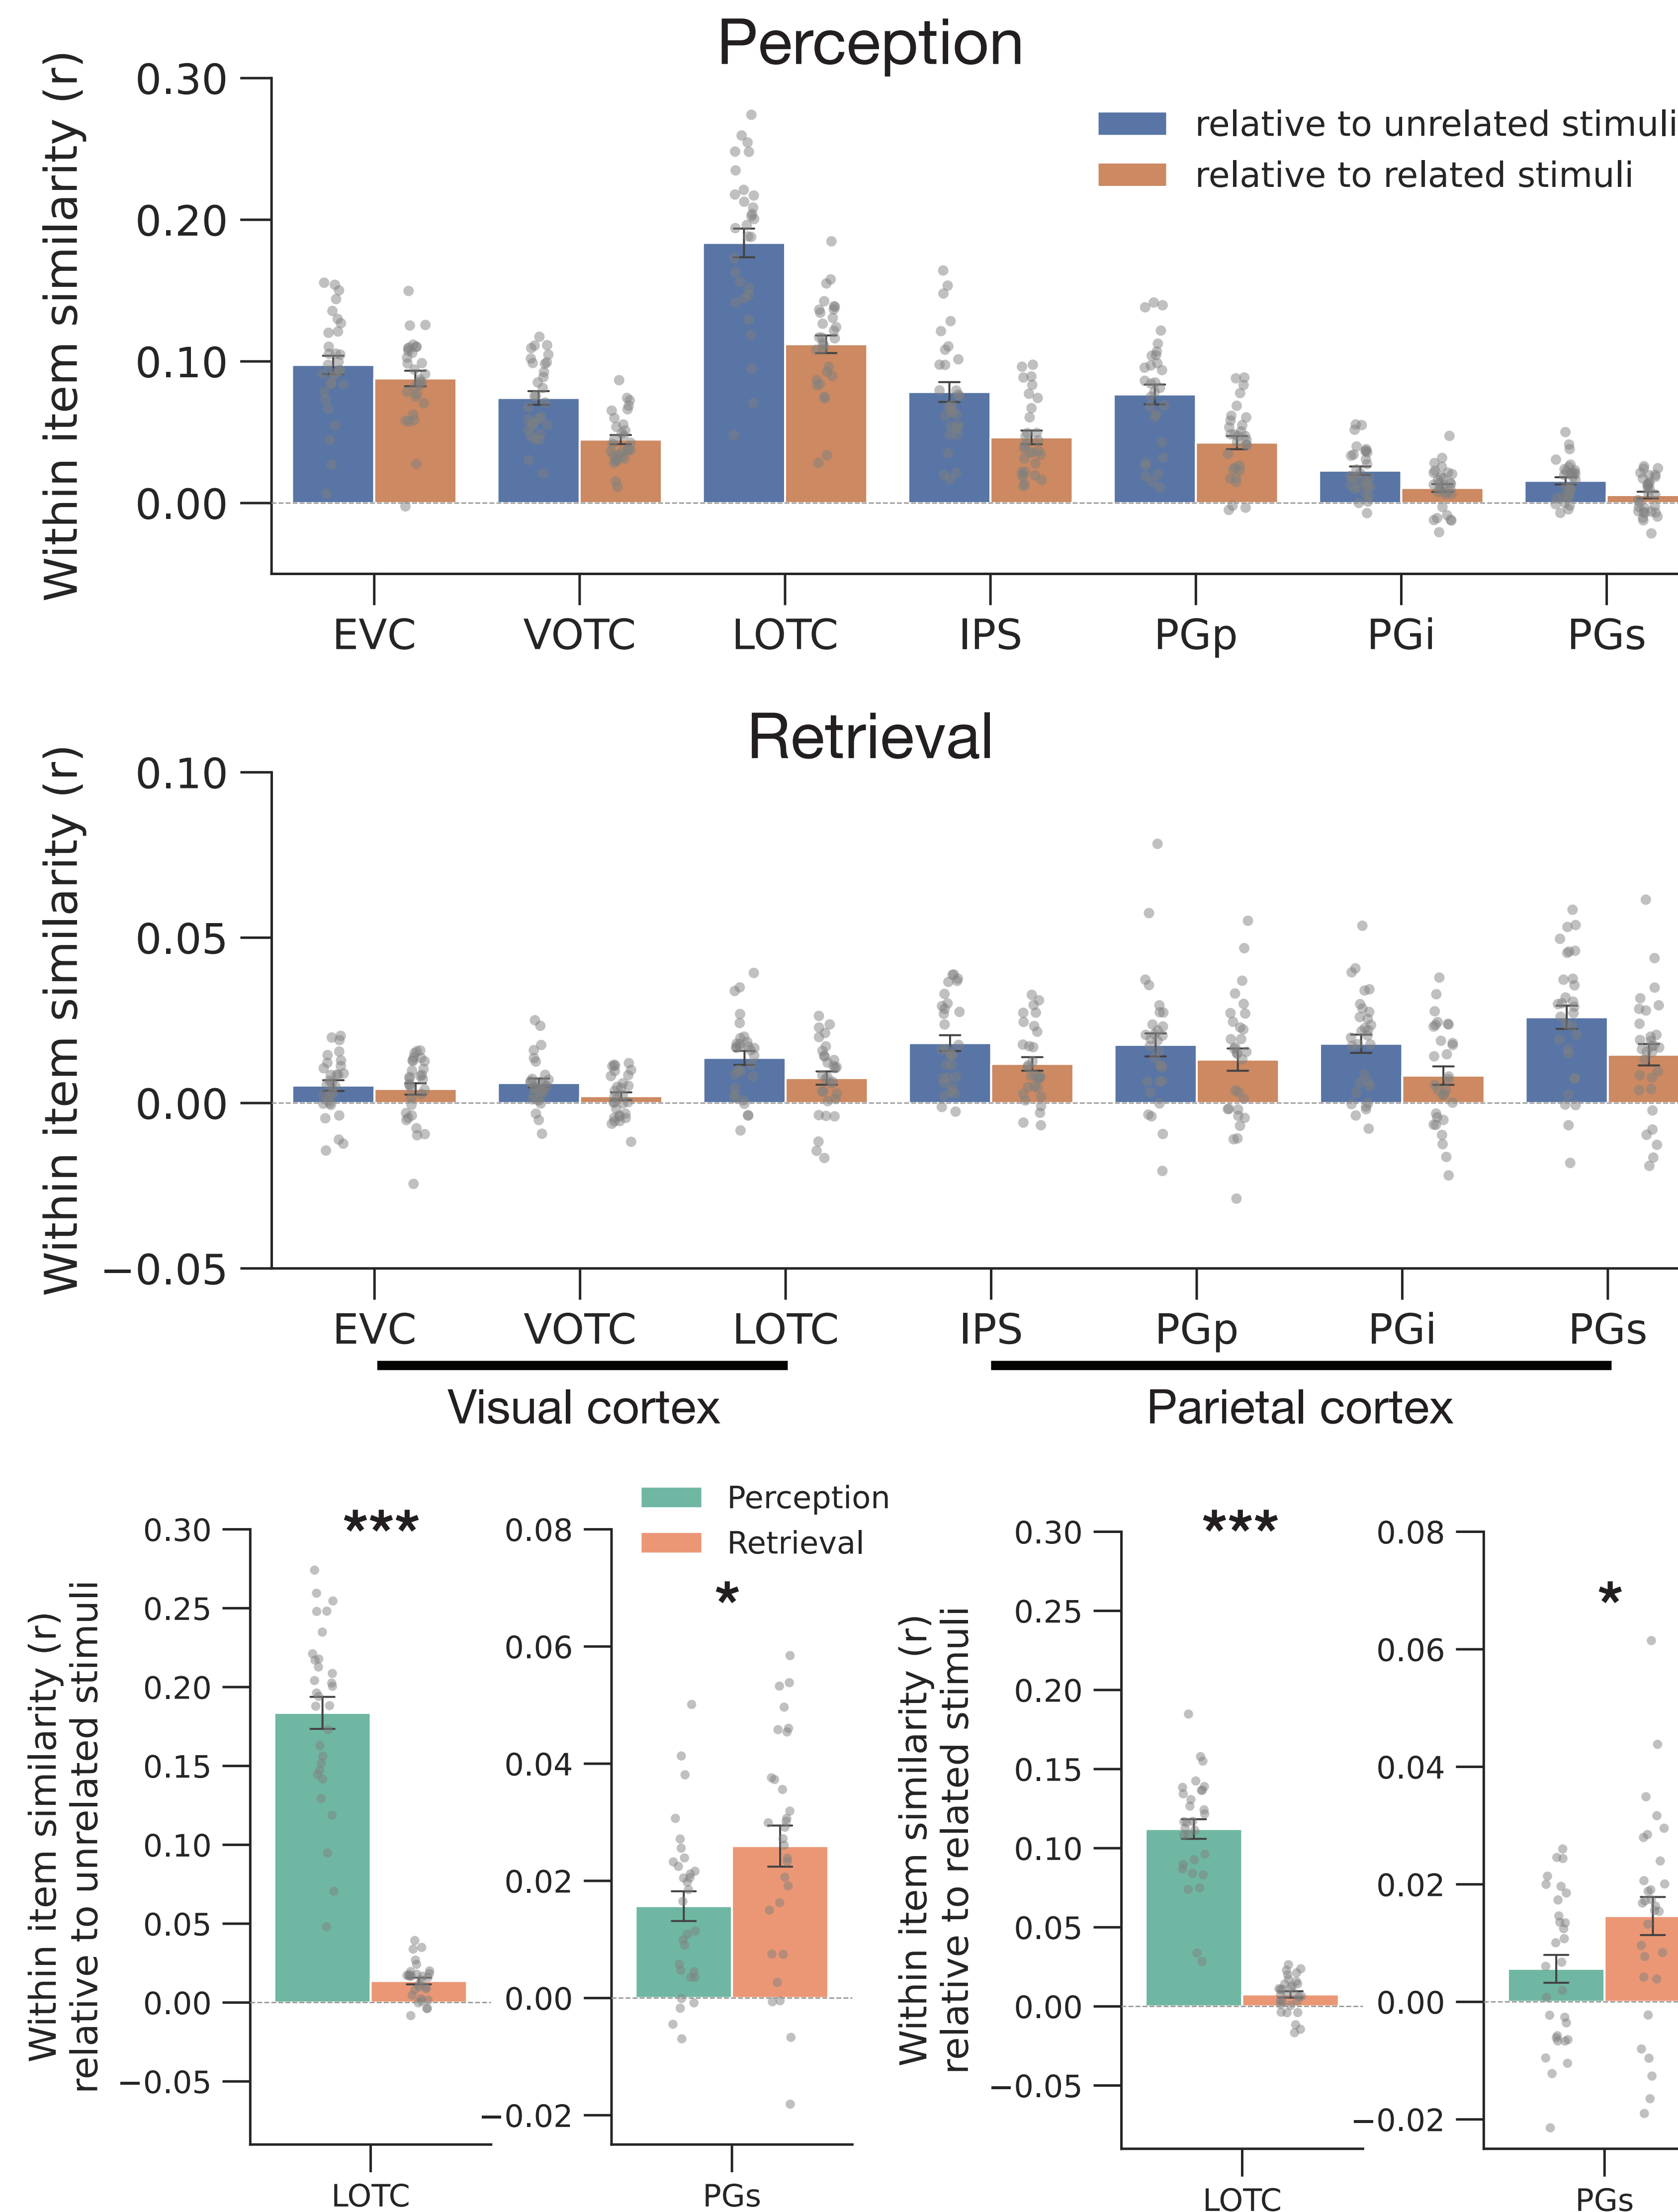 Perception
Within item similarity (r)
0.30
0.20
0.10
0.00
relative to unrelated stimuli
relative to related stimuli
EVC VOTC LOTC IPS PGp PGi PGs
Retrieval
Within item similarity (r)
0.10
0.05
0.00
−0.05
EVC VOTC LOTC IPS PGp PGi PGs
Visual cortex Parietal cortex
Perception
Retrieval
Within item similarity (r)
relative to unrelated stimuli
***
0.30
0.25
0.20
0.15
0.10
0.05
0.00
−0.05
LOTC
*
0.08
0.06
0.04
0.02
0.00
−0.02
PGs
Within item similarity (r)
relative to related stimuli
***
0.30
0.25
0.20
0.15
0.10
0.05
0.00
−0.05
LOTC
*
0.08
0.06
0.04
0.02
0.00
−0.02
PGs